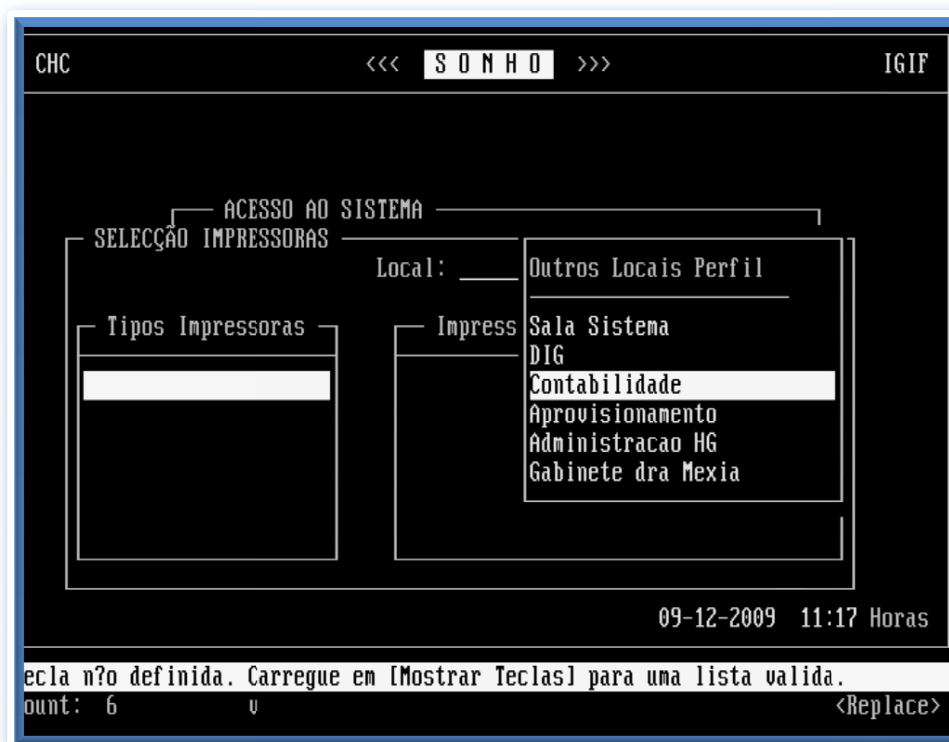 CHC <<< S O N H O >>> IGIF
ACESSO AO SISTEMA
SELECÇÃO IMPRESSORAS
Local: _____ Outros Locais Perfil
Tipos Impressoras Impress Sala Sistema
DIG
Contabilidade
Aprovisionamento
Administracao HG
Gabinete dra Mexia
09-12-2009 11:17 Horas
ecla n?o definida. Carregue em [Mostrar Teclas] para uma lista valida.
ount: 6 v <Replace>